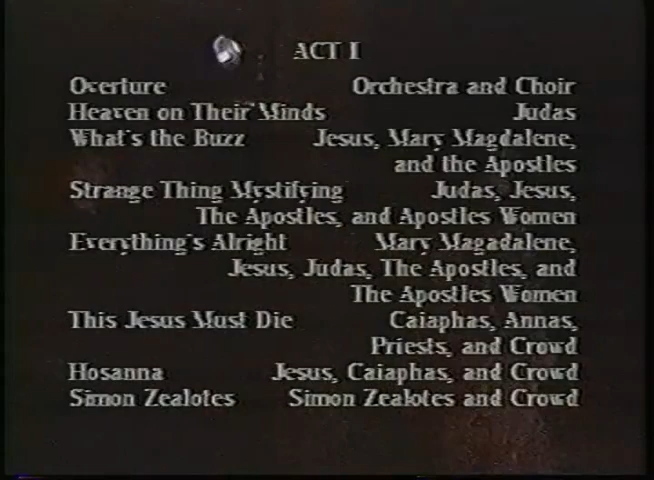 ACT I
Overture Orchestra and Choir
Heaven on Their Minds Judas
What's the Buzz Jesus, Mary Magdalene,
and the Apostles
Strange Thing Mystifying Judas, Jesus,
The Apostles, and Apostles Women
Everything's Alright Mary Magadalene,
Jesus, Judas, The Apostles, and
The Apostles Women
This Jesus Must Die Caiaphas, Annas,
Priests, and Crowd
Hosanna Jesus, Caiaphas, and Crowd
Simon Zealotes Simon Zealotes and Crowd